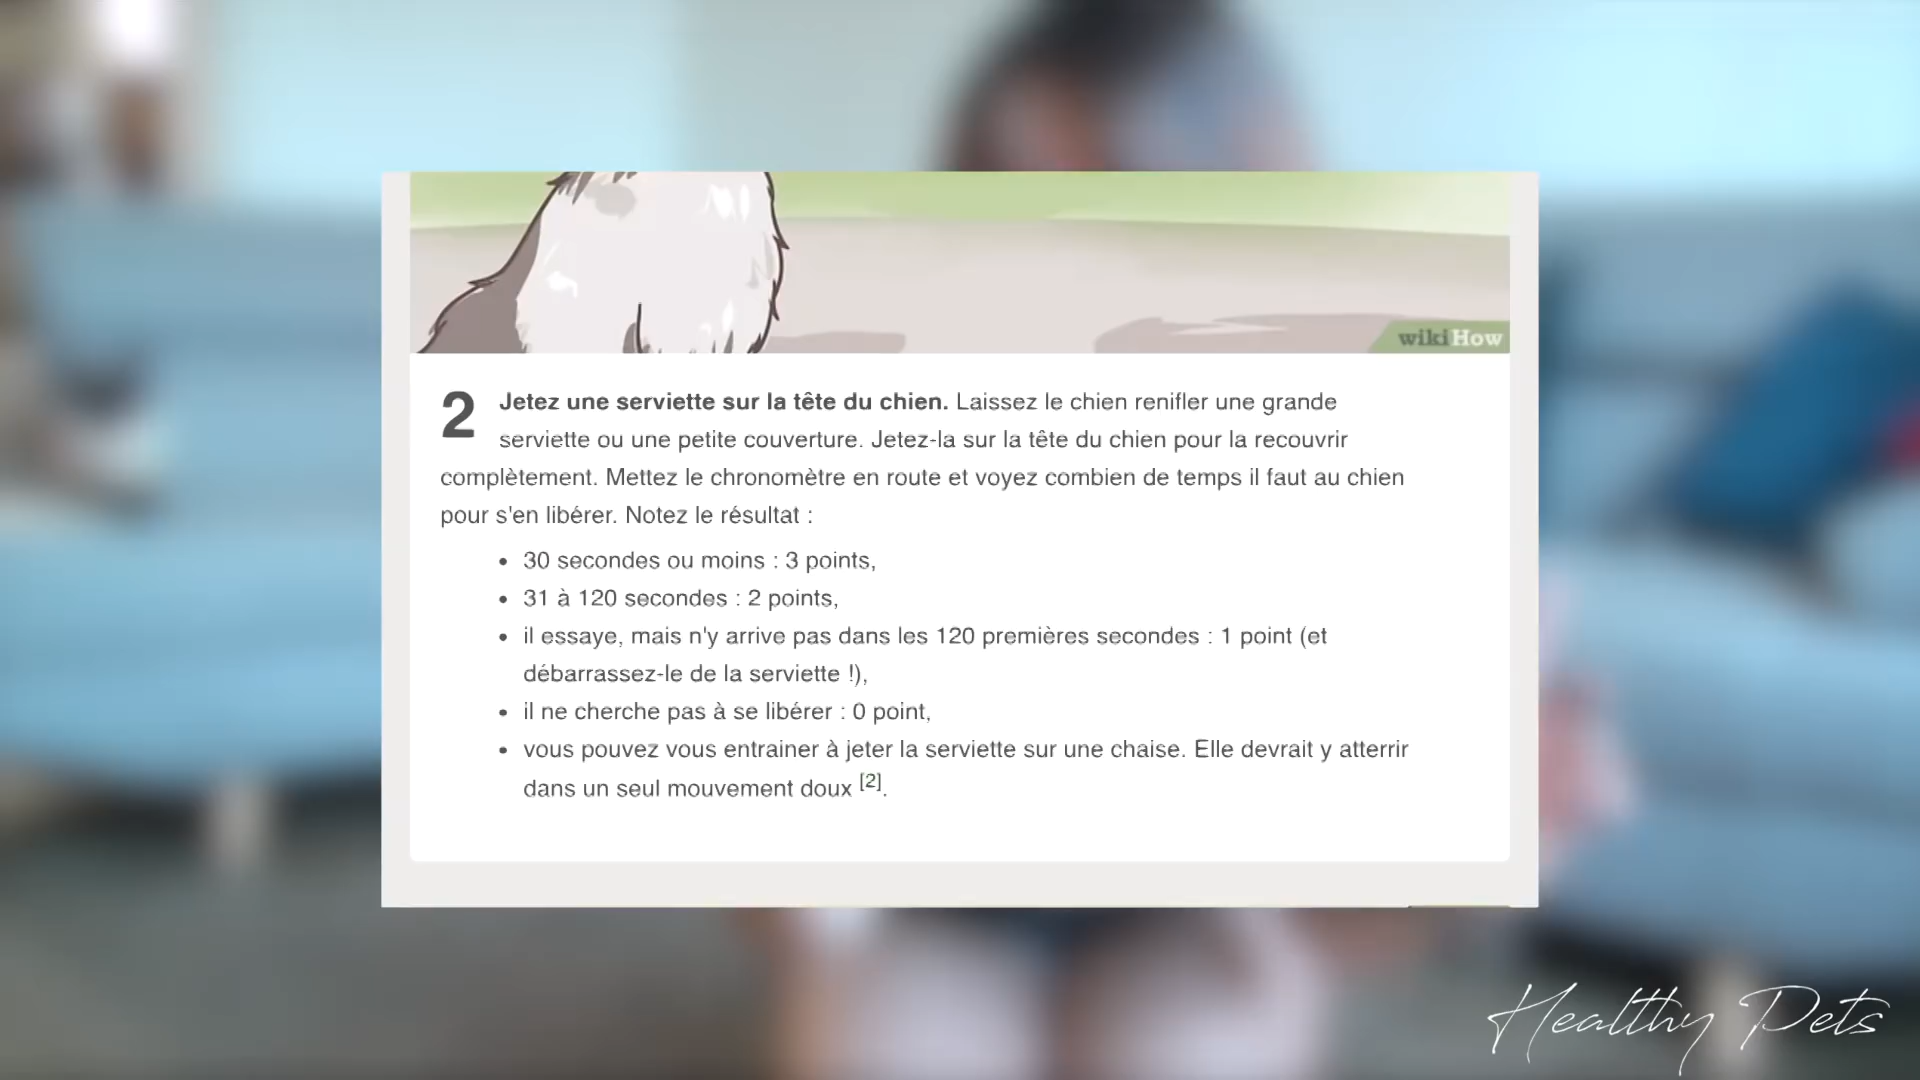 wikiHow
2 Jetez une serviette sur la tête du chien. Laissez le chien renifler une grande
serviette ou une petite couverture. Jetez-la sur la tête du chien pour la recouvrir
complètement. Mettez le chronomètre en route et voyez combien de temps il faut au chien
pour s'en libérer. Notez le résultat :
• 30 secondes ou moins : 3 points,
• 31 à 120 secondes : 2 points,
• il essaye, mais n'y arrive pas dans les 120 premières secondes : 1 point (et
débarrassez-le de la serviette !),
• il ne cherche pas à se libérer : 0 point,
• vous pouvez vous entrainer à jeter la serviette sur une chaise. Elle devrait y atterrir
dans un seul mouvement doux [2].
Healthy Pets